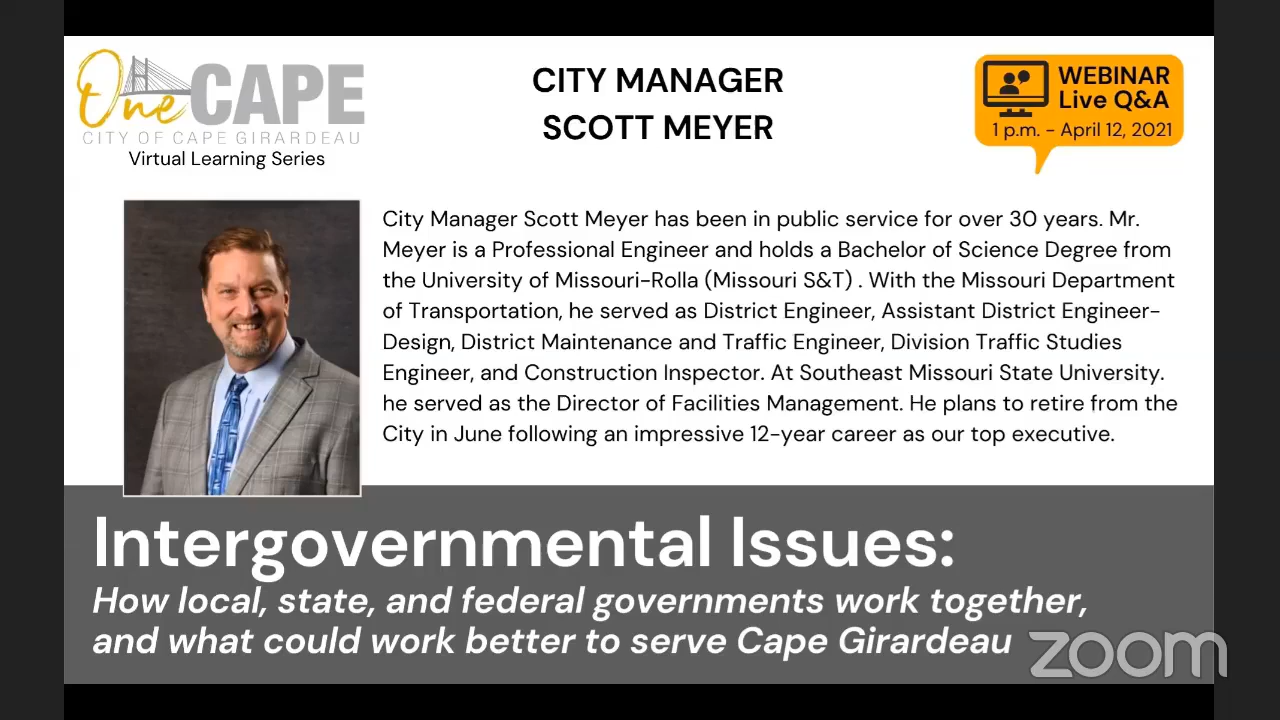 One CAPE
CITY OF CAPE GIRARDEAU
Virtual Learning Series
CITY MANAGER
SCOTT MEYER
WEBINAR
Live Q&A
1 p.m. - April 12, 2021
City Manager Scott Meyer has been in public service for over 30 years. Mr.
Meyer is a Professional Engineer and holds a Bachelor of Science Degree from
the University of Missouri-Rolla (Missouri S&T) . With the Missouri Department
of Transportation, he served as District Engineer, Assistant District Engineer-
Design, District Maintenance and Traffic Engineer, Division Traffic Studies
Engineer, and Construction Inspector. At Southeast Missouri State University.
he served as the Director of Facilities Management. He plans to retire from the
City in June following an impressive 12-year career as our top executive.
Intergovernmental Issues:
How local, state, and federal governments work together,
and what could work better to serve Cape Girardeau
zoom